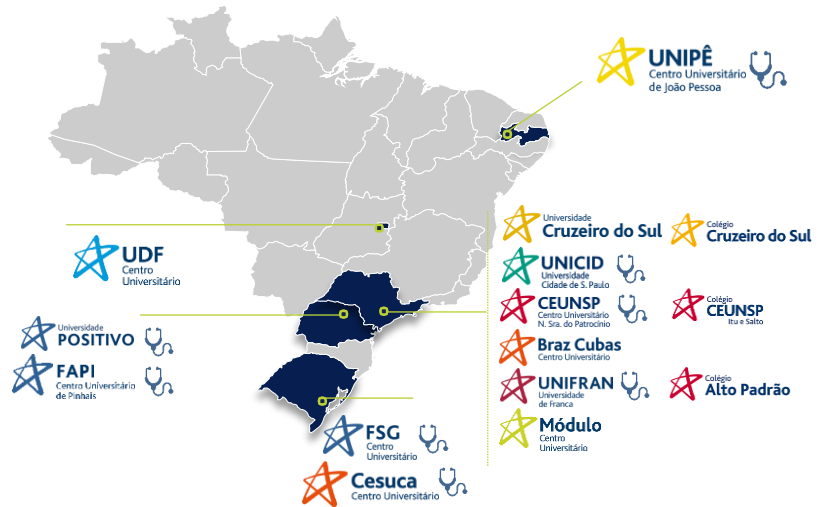 UNIPÊ
Centro Universitário
de João Pessoa
Universidade
Cruzeiro do Sul
Colégio
Cruzeiro do Sul
UDF
Centro
Universitário
UNICID
Universidade
Cidade de S. Paulo
CEUNSP
Centro Universitário
N. Sra. do Patrocínio
Colégio
CEUNSP
Itu e Salto
Universidade
POSITIVO
Braz Cubas
Centro Universitário
FAPI
Centro Universitário
de Pinhais
UNIFRAN
Universidade
de Franca
Colégio
Alto Padrão
Módulo
Centro
Universitário
FSG
Centro
Universitário
Cesuca
Centro Universitário